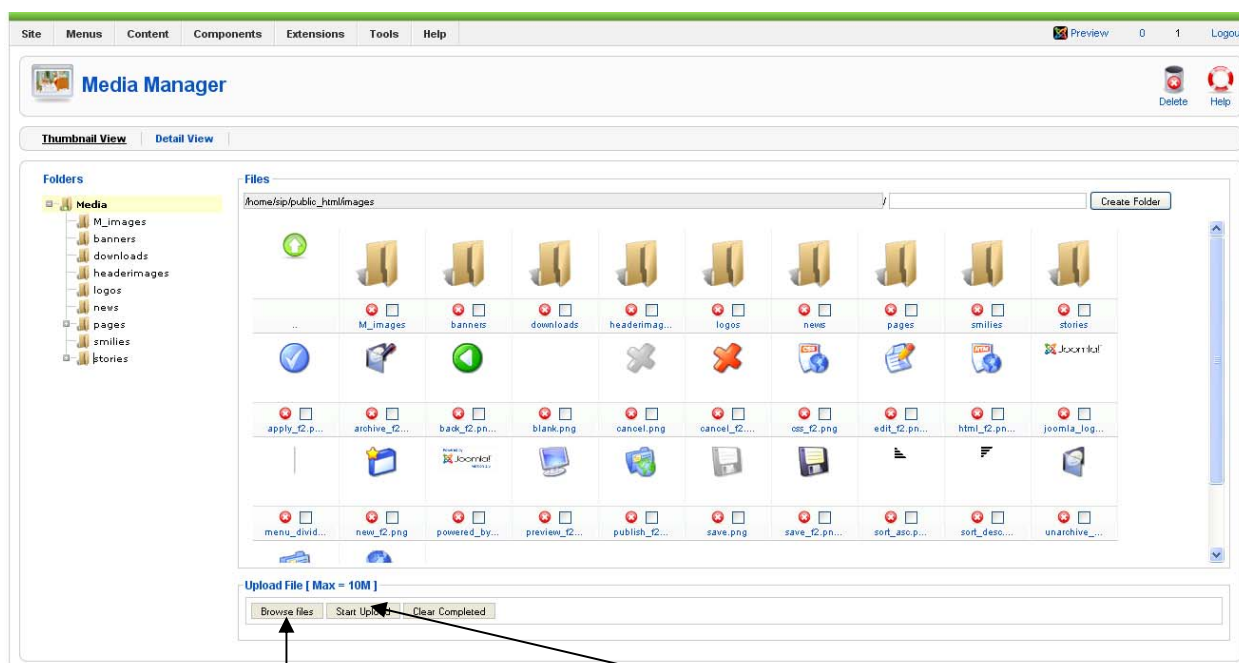 Site Menus Content Components Extensions Tools Help Preview 0 1 Logou
Media Manager
Delete Help
Thumbnail View Detail View
Folders
Media
M_images
banners
downloads
headerimages
logos
news
pages
smilies
stories
Files
/home/sip/public_html/images / Create Folder
.. M_images banners downloads headerimag... logos news pages smilies stories
Joomla!
apply_f2.p... archive_f2... back_f2.pn... blank.png cancel.png cancel_f2.... css_f2.png edit_f2.pn... html_f2.pn... joomla_log...
Joomla!
menu_divid... new_f2.png powered_by... preview_f2... publish_f2... save.png save_f2.pn... sort_asc.p... sort_desc.... unarchive_...
Upload File [ Max = 10M ]
Browse files Start Upload Clear Completed